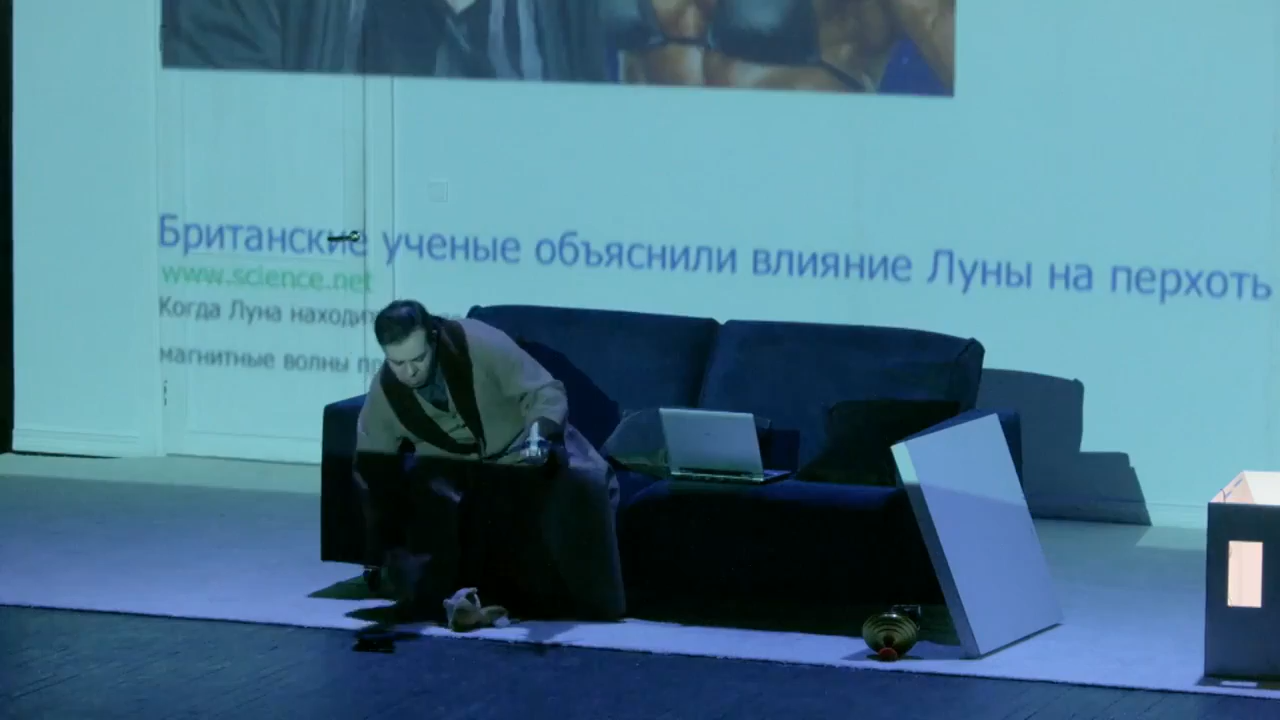 Британские ученые объяснили влияние Луны на перхоть
www.science.net
Когда Луна находит
магнитные волны